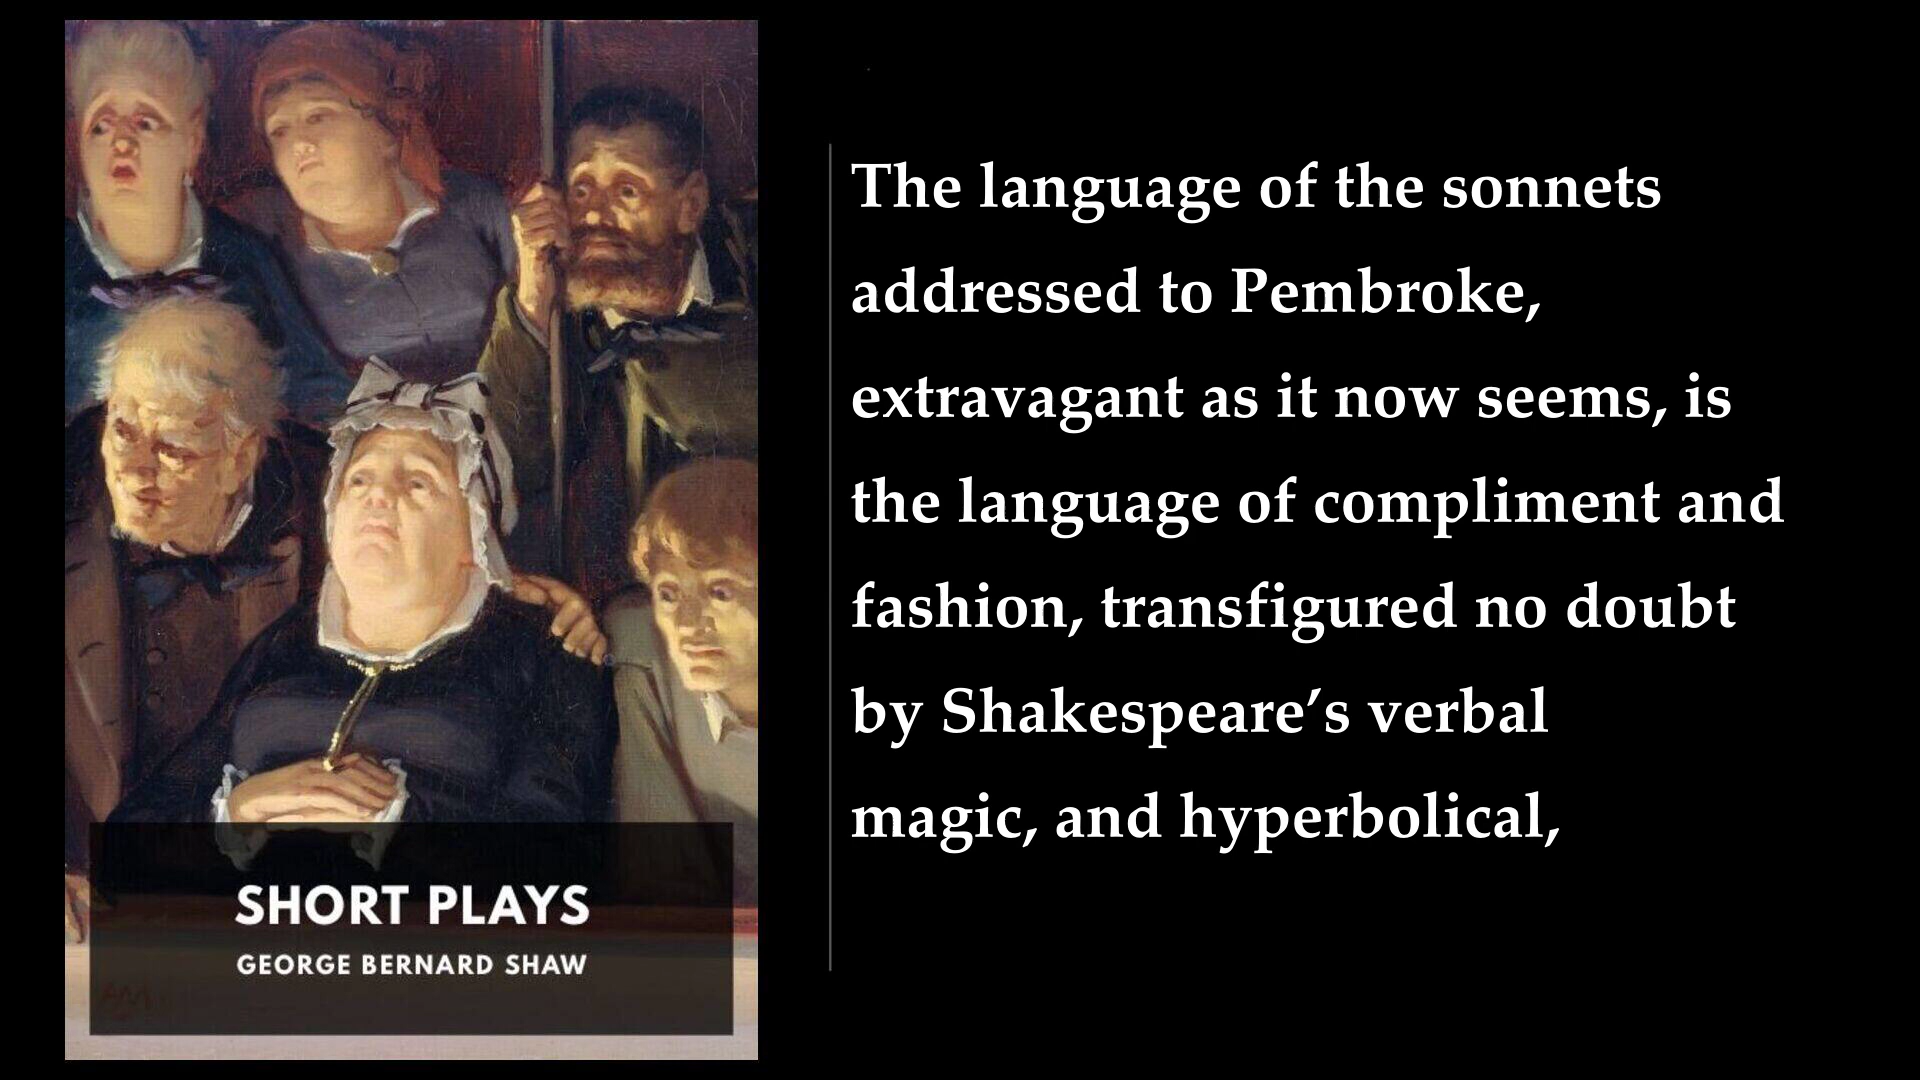 The language of the sonnets
addressed to Pembroke,
extravagant as it now seems, is
the language of compliment and
fashion, transfigured no doubt
by Shakespeare’s verbal
magic, and hyperbolical,
SHORT PLAYS
GEORGE BERNARD SHAW